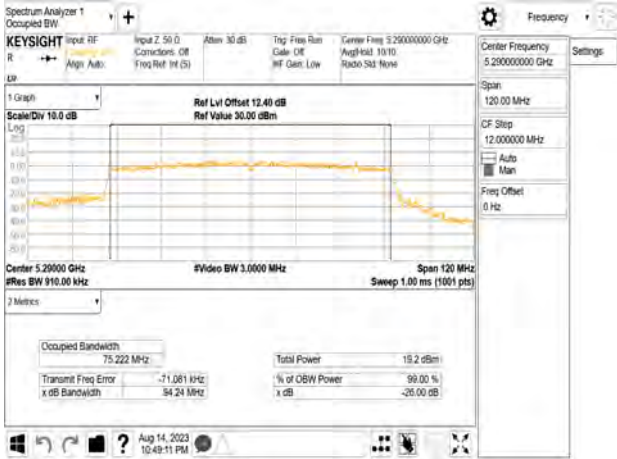 Spectrum Analyzer 1
Occupied BW
KEYSIGHT
Input: RF
Align: Auto
Input Z: 50 Ω
Corrections: Off
Freq Ref: Int (S)
Atten: 30 dB
Trig: Free Run
Gate: Off
#IF Gain: Low
Center Freq: 5.290000000 GHz
Avg|Hold: 10/10
Radio Std: None
1 Graph
Scale/Div 10.0 dB
Log
Ref Lvl Offset 12.40 dB
Ref Value 30.00 dBm
Center 5.29000 GHz
#Res BW 910.00 kHz
#Video BW 3.0000 MHz
Span 120 MHz
Sweep 1.00 ms (1001 pts)
2 Metrics
Occupied Bandwidth
75.222 MHz
Total Power 19.2 dBm
Transmit Freq Error -71.081 kHz
% of OBW Power 99.00 %
x dB Bandwidth 94.24 MHz
x dB -26.00 dB
Aug 14, 2023
10:49:11 PM
Frequency
Settings
Center Frequency
5.290000000 GHz
Span
120.00 MHz
CF Step
12.000000 MHz
Auto
Man
Freq Offset
0 Hz